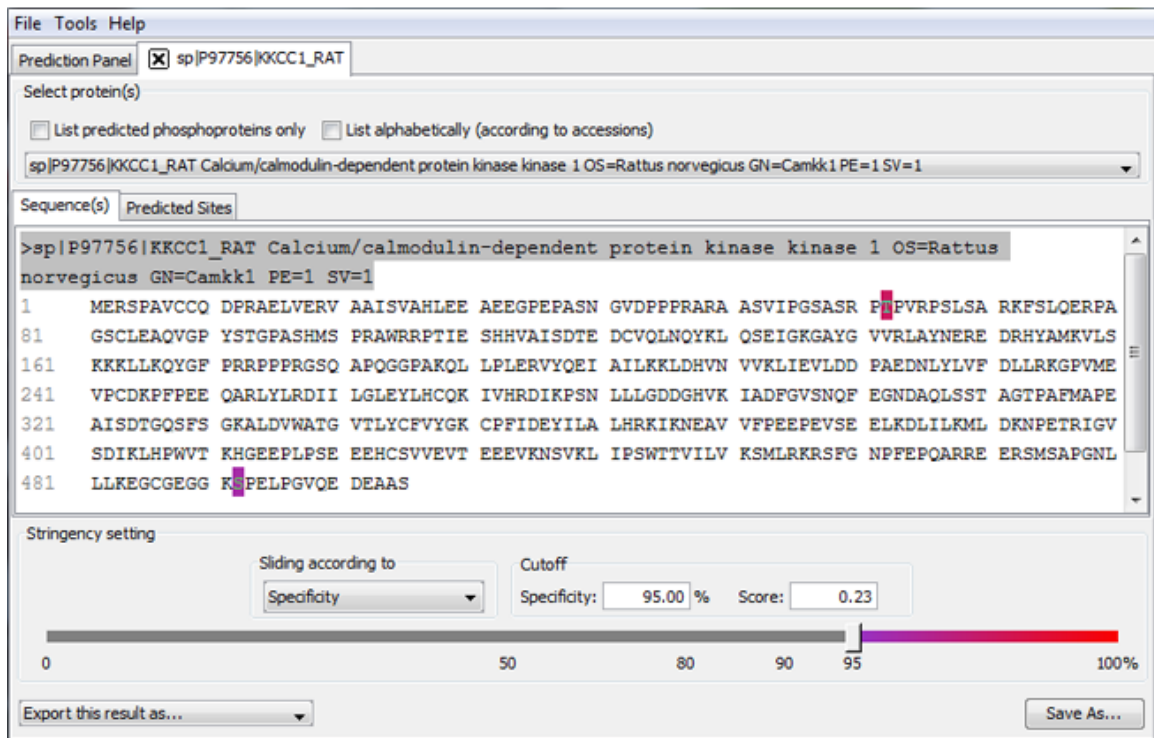 File Tools Help
Prediction Panel sp|P97756|KKCC1_RAT
Select protein(s)
List predicted phosphoproteins only List alphabetically (according to accessions)
sp|P97756|KKCC1_RAT Calcium/calmodulin-dependent protein kinase kinase 1 OS=Rattus norvegicus GN=Camkk1 PE=1 SV=1
Sequence(s) Predicted Sites
>sp|P97756|KKCC1_RAT Calcium/calmodulin-dependent protein kinase kinase 1 OS=Rattus
norvegicus GN=Camkk1 PE=1 SV=1
1 MERSPAVCCQ DPRAELVERV AAISVAHLEE AEEGPEPASN GVDPPPRARA ASVIPGSASR PTPVRPSLSA RKFSLQERPA
81 GSCLEAQVGP YSTGPASHMS PRAWRRPTIE SHHVAISDTE DCVQLNQYKL QSEIGKGAYG VVRLAYNERE DRHYAMKVLS
161 KKKLLKQYGF PRRPPPRGSQ APQGGPAKQL LPLERVYQEI AILKKLDHVN VVKLIEVLDD PAEDNLYLVF DLLRKGPVME
241 VPCDKPFPEE QARLYLRDII LGLEYLHCQK IVHRDIKPSN LLLGDDGHVK IADFGVSNQF EGNDAQLSST AGTPAFMAPE
321 AISDTGQSFS GKALDVWATG VTLYCFVYGK CPFIDEYILA LHRKIKNEAV VFPEEPEVSE ELKDLILKML DKNPETRIGV
401 SDIKLHPWVT KHGEEPLPSE EEHCSVVEVT EEEVKNSVKL IPSWTTVILV KSMLRKRSFG NPFEPQARRE ERSMSAPGNL
481 LLKEGCGEGG KSPELPGVQE DEAAS
Stringency setting
Sliding according to Cutoff
Specificity Specificity: 95.00 % Score: 0.23
0 50 80 90 95 100%
Export this result as... Save As...